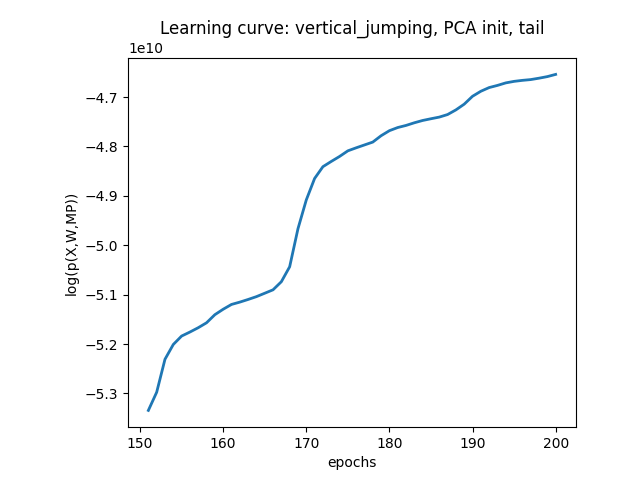 Learning curve: vertical_jumping, PCA init, tail
1e10
−4.7
−4.8
−4.9
−5.0
−5.1
−5.2
−5.3
log(p(X,W,MP))
150 160 170 180 190 200
epochs